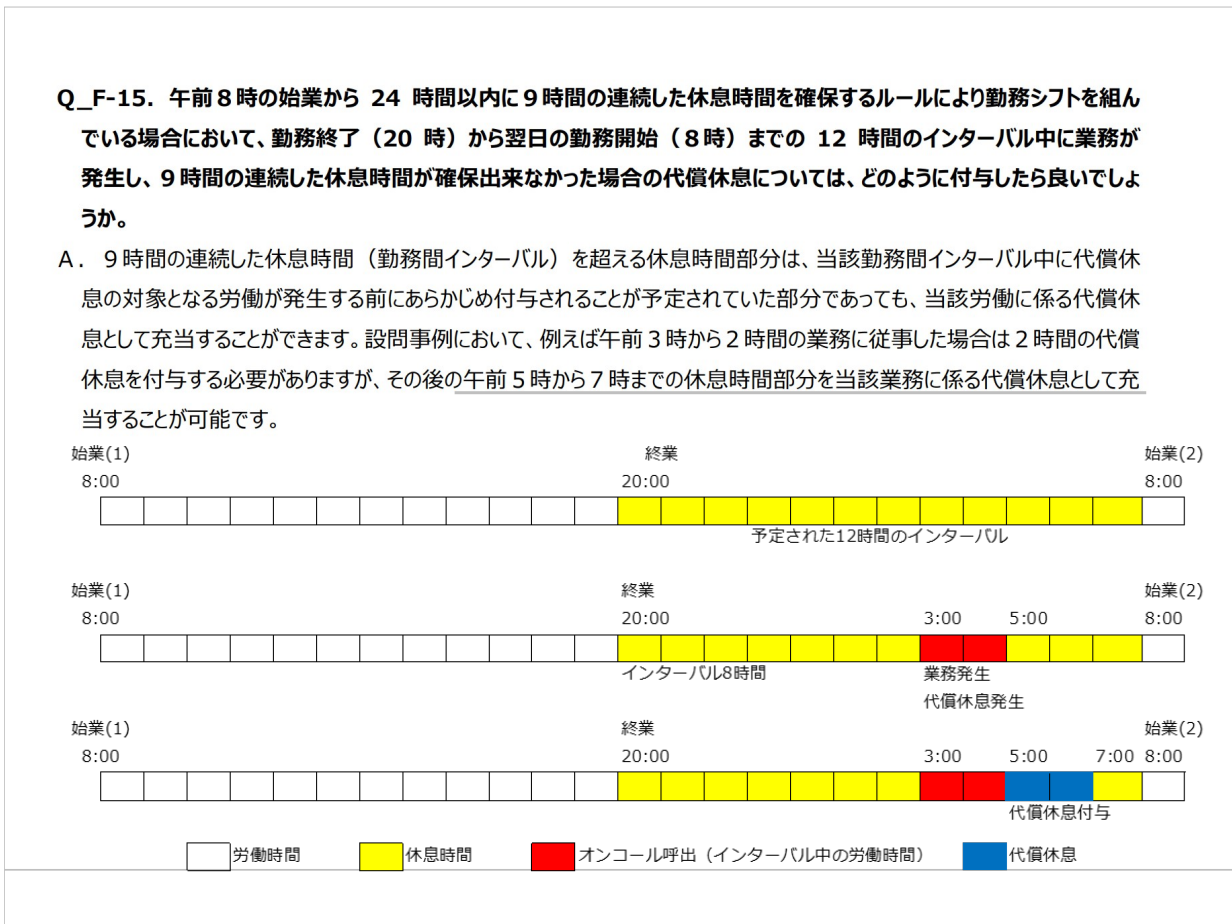 Q_F-15. 午前８時の始業から 24 時間以内に９時間の連続した休息時間を確保するルールにより勤務シフトを組ん
でいる場合において、勤務終了（20 時）から翌日の勤務開始（８時）までの 12 時間のインターバル中に業務が
発生し、９時間の連続した休息時間が確保出来なかった場合の代償休息については、どのように付与したら良いでしょ
うか。
Ａ. ９時間の連続した休息時間（勤務間インターバル）を超える休息時間部分は、当該勤務間インターバル中に代償休
息の対象となる労働が発生する前にあらかじめ付与されることが予定されていた部分であっても、当該労働に係る代償休
息として充当することができます。設問事例において、例えば午前３時から２時間の業務に従事した場合は２時間の代償
休息を付与する必要がありますが、その後の午前５時から７時までの休息時間部分を当該業務に係る代償休息として充
当することが可能です。
始業(1) 終業 始業(2)
8:00 20:00 8:00
予定された12時間のインターバル
始業(1) 終業 始業(2)
8:00 20:00 3:00 5:00 8:00
インターバル8時間 業務発生
代償休息発生
始業(1) 終業 始業(2)
8:00 20:00 3:00 5:00 7:00 8:00
代償休息付与
労働時間 休息時間 オンコール呼出（インターバル中の労働時間） 代償休息